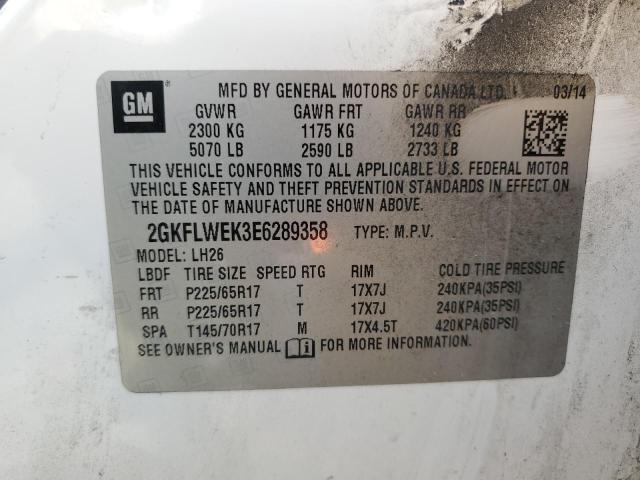 GM
MFD BY GENERAL MOTORS OF CANADA LTD. 03/14
GVWR GAWR FRT GAWR RR
2300 KG 1175 KG 1240 KG
5070 LB 2590 LB 2733 LB
THIS VEHICLE CONFORMS TO ALL APPLICABLE U.S. FEDERAL MOTOR
VEHICLE SAFETY AND THEFT PREVENTION STANDARDS IN EFFECT ON
THE DATE OF MANUFACTURE SHOWN ABOVE.
2GKFLWEK3E6289358 TYPE: M.P.V.
MODEL: LH26
LBDF TIRE SIZE SPEED RTG RIM COLD TIRE PRESSURE
FRT P225/65R17 T 17X7J 240KPA(35PSI)
RR P225/65R17 T 17X7J 240KPA(35PSI)
SPA T145/70R17 M 17X4.5T 420KPA(60PSI)
SEE OWNER'S MANUAL FOR MORE INFORMATION.